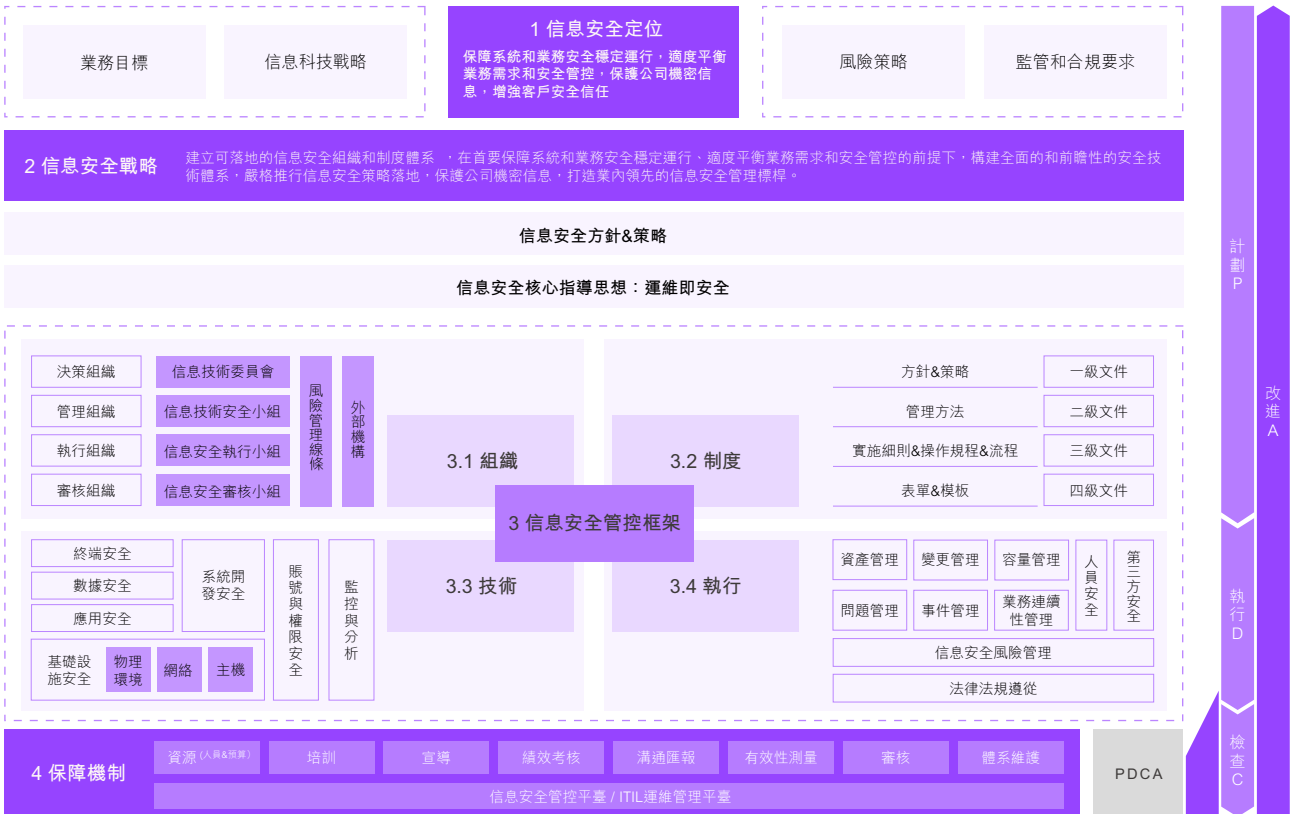 業務目標
信息科技戰略
1 信息安全定位
保障系統和業務安全穩定運行，適度平衡
業務需求和安全管控，保護公司機密信
息，增強客戶安全信任
風險策略
監管和合規要求
2 信息安全戰略
建立可落地的信息安全組織和制度體系 ，在首要保障系統和業務安全穩定運行、適度平衡業務需求和安全管控的前提下，構建全面的和前瞻性的安全技
術體系，嚴格推行信息安全策略落地，保護公司機密信息，打造業內領先的信息安全管理標桿。
信息安全方針&策略
信息安全核心指導思想：運維即安全
決策組織
信息技術委員會
管理組織
信息技術安全小組
執行組織
信息安全執行小組
審核組織
信息安全審核小組
風險管理線條
外部機構
3.1 組織
3.2 制度
方針&策略
一級文件
管理方法
二級文件
實施細則&操作規程&流程
三級文件
表單&模板
四級文件
3 信息安全管控框架
終端安全
數據安全
應用安全
系統開
發安全
基礎設
施安全
物理
環境
網絡
主機
賬號與權限安全
監控與分析
3.3 技術
3.4 執行
資產管理
變更管理
容量管理
問題管理
事件管理
業務連續
性管理
人員安全
第三方安全
信息安全風險管理
法律法規遵從
4 保障機制
資源(人員&預算)
培訓
宣導
績效考核
溝通匯報
有效性測量
審核
體系維護
信息安全管控平臺 / ITIL運維管理平臺
PDCA
計劃P
執行D
檢查C
改進A